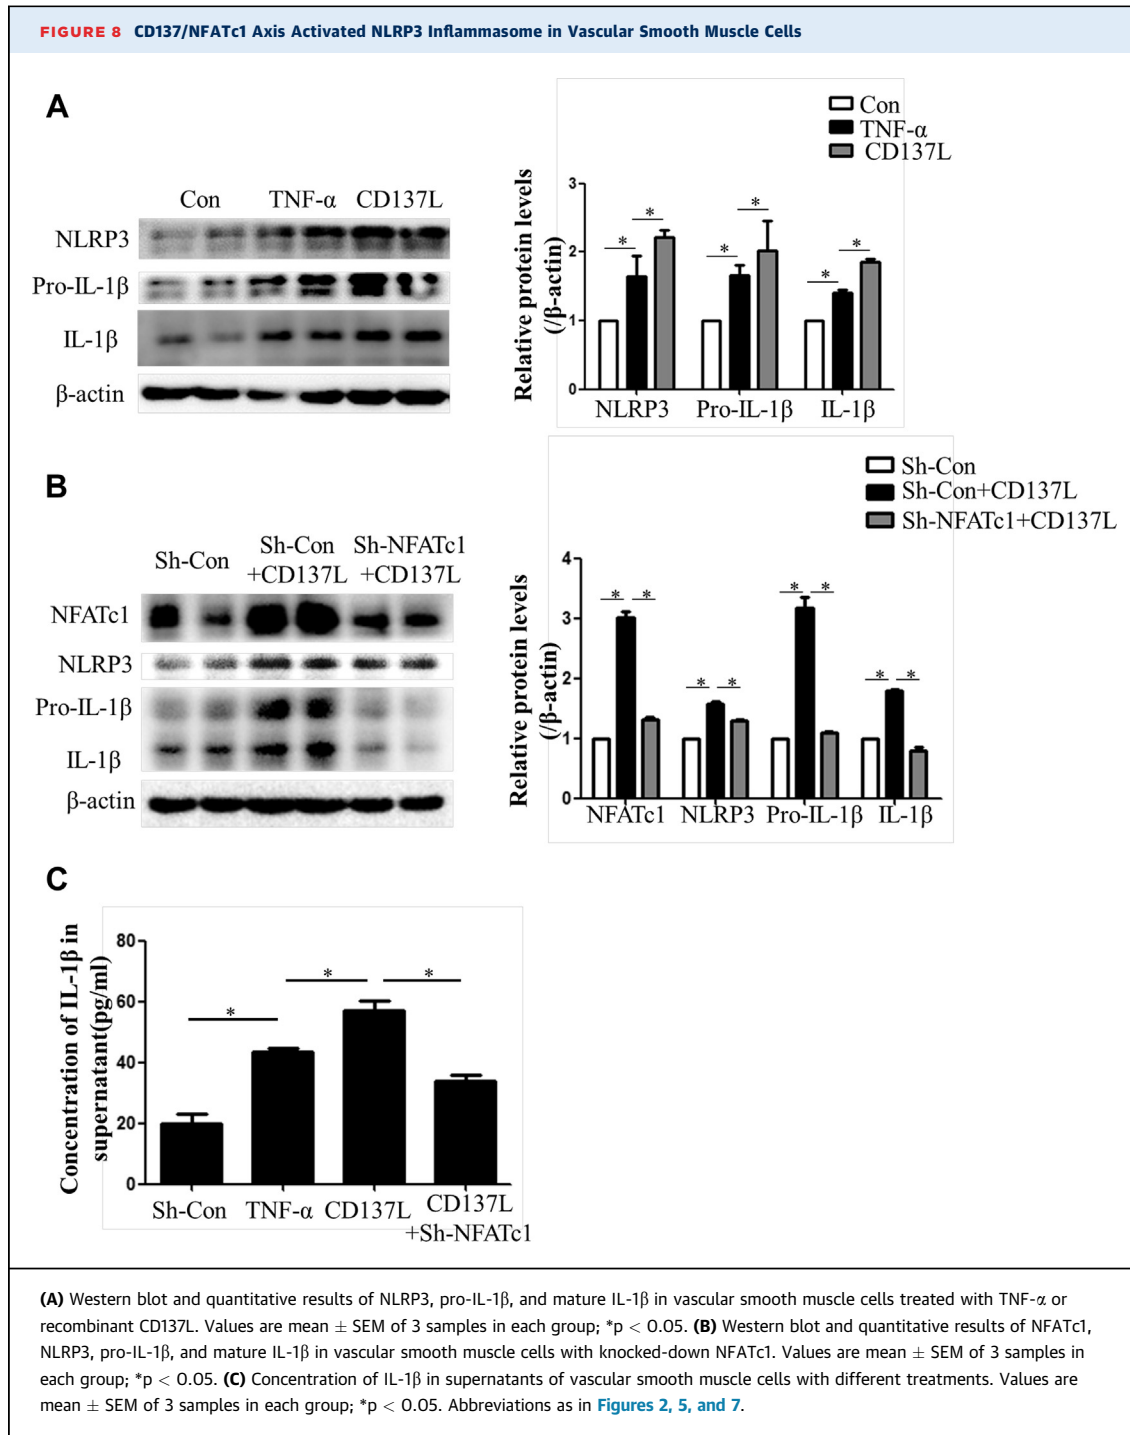 FIGURE 8 CD137/NFATc1 Axis Activated NLRP3 Inflammasome in Vascular Smooth Muscle Cells
A
Con TNF-α CD137L
NLRP3
Pro-IL-1β
IL-1β
β-actin
Con
TNF-α
CD137L
Relative protein levels
(/β-actin)
3
2
1
0
* * * * * *
NLRP3 Pro-IL-1β IL-1β
B
Sh-Con Sh-Con
+CD137L Sh-NFATc1
+CD137L
NFATc1
NLRP3
Pro-IL-1β
IL-1β
β-actin
Sh-Con
Sh-Con+CD137L
Sh-NFATc1+CD137L
Relative protein levels
(/β-actin)
4
3
2
1
0
* * * * * * * *
NFATc1 NLRP3 Pro-IL-1β IL-1β
C
Concentration of IL-1β in
supernatant(pg/ml)
80
60
40
20
0
* * *
Sh-Con TNF-α CD137L CD137L
+Sh-NFATc1
(A) Western blot and quantitative results of NLRP3, pro-IL-1β, and mature IL-1β in vascular smooth muscle cells treated with TNF-α or
recombinant CD137L. Values are mean ± SEM of 3 samples in each group; *p < 0.05. (B) Western blot and quantitative results of NFATc1,
NLRP3, pro-IL-1β, and mature IL-1β in vascular smooth muscle cells with knocked-down NFATc1. Values are mean ± SEM of 3 samples in
each group; *p < 0.05. (C) Concentration of IL-1β in supernatants of vascular smooth muscle cells with different treatments. Values are
mean ± SEM of 3 samples in each group; *p < 0.05. Abbreviations as in Figures 2, 5, and 7.